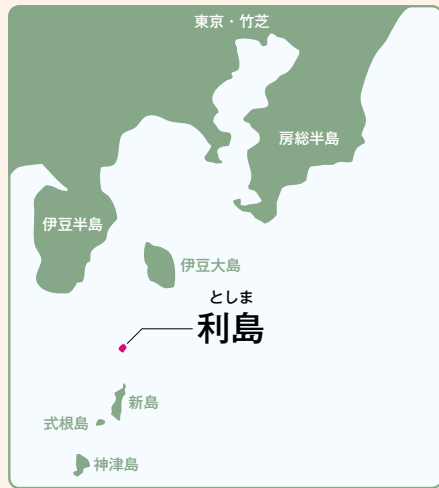 東京・竹芝
房総半島
伊豆半島
伊豆大島
としま
利島
新島
式根島
神津島